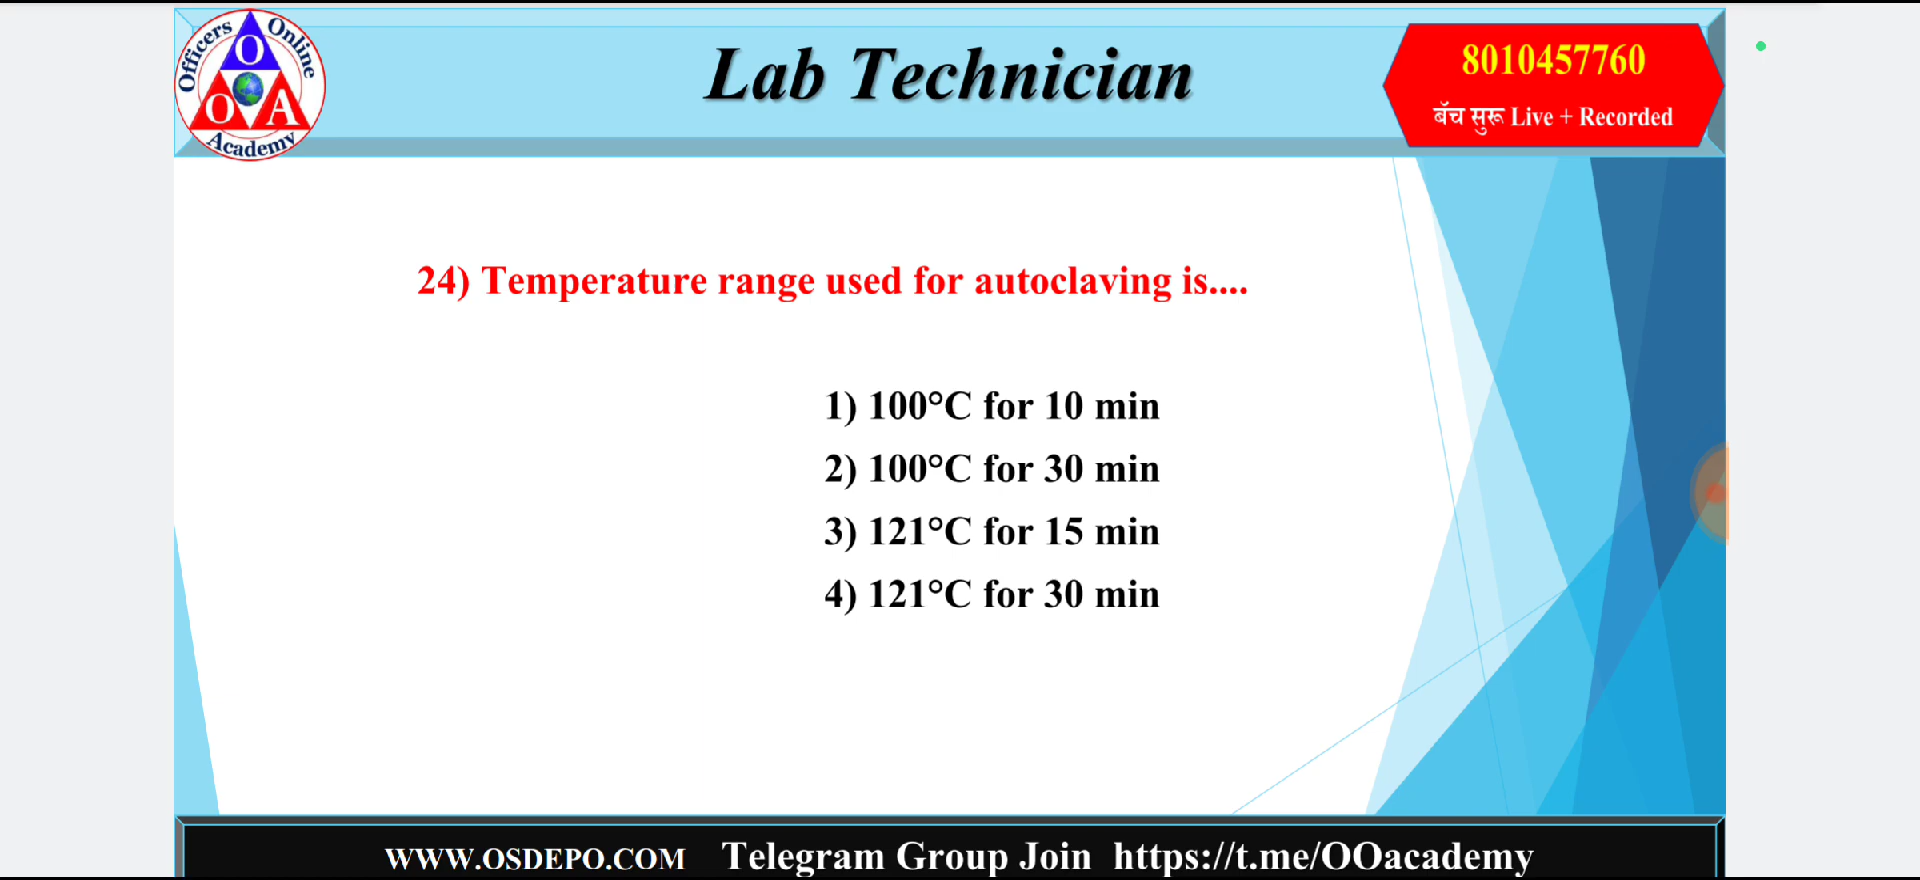 Officers Online
O
O A
Academy
Lab Technician
8010457760
बॅच सुरू Live + Recorded
24) Temperature range used for autoclaving is....
1) 100°C for 10 min
2) 100°C for 30 min
3) 121°C for 15 min
4) 121°C for 30 min
WWW.OSDEPO.COM Telegram Group Join https://t.me/OOacademy